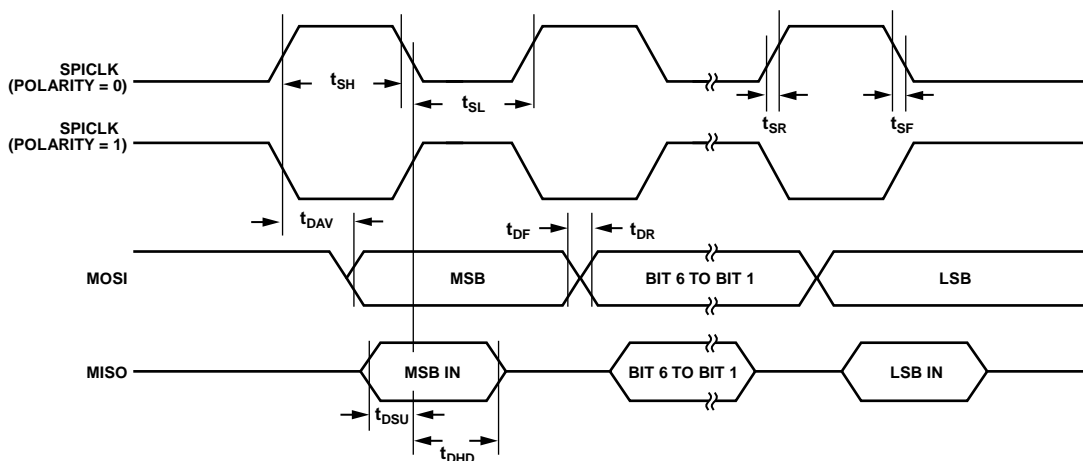 SPICLK
(POLARITY = 0)
tSH
tSL
tSR
tSF
SPICLK
(POLARITY = 1)
tDAV
tDF
tDR
MOSI
MSB
BIT 6 TO BIT 1
LSB
MISO
MSB IN
BIT 6 TO BIT 1
LSB IN
tDSU
tDHD